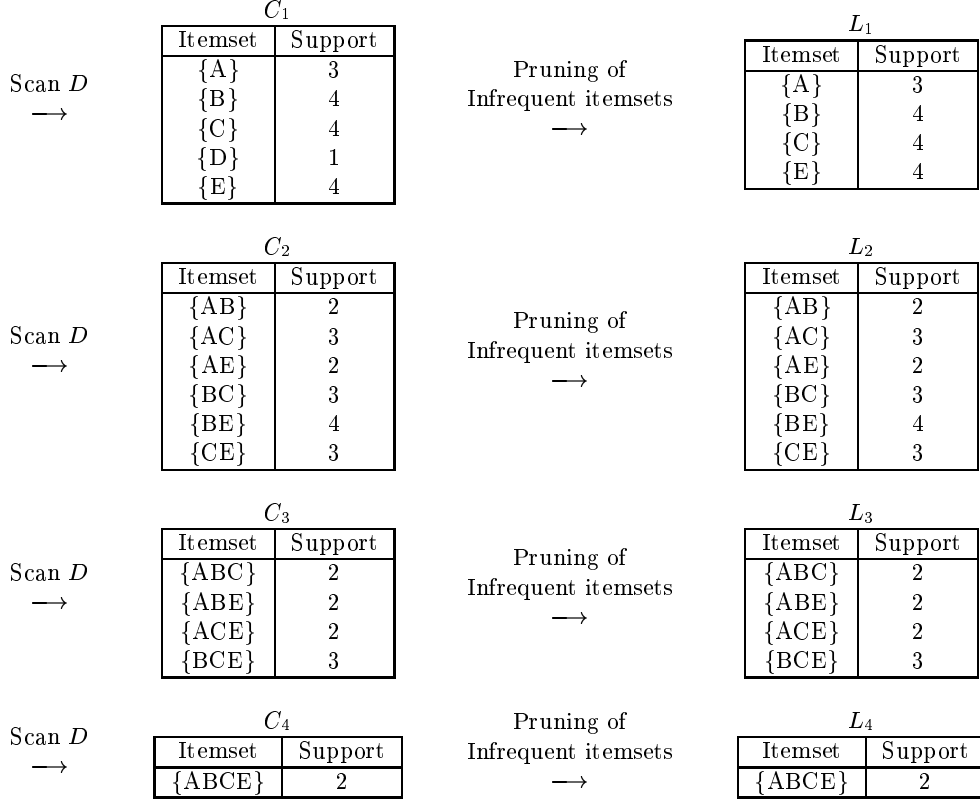 C1
Itemset Support
{A} 3
{B} 4
{C} 4
{D} 1
{E} 4
Scan D
→
Pruning of
Infrequent itemsets
→
L1
Itemset Support
{A} 3
{B} 4
{C} 4
{E} 4
C2
Itemset Support
{AB} 2
{AC} 3
{AE} 2
{BC} 3
{BE} 4
{CE} 3
Scan D
→
Pruning of
Infrequent itemsets
→
L2
Itemset Support
{AB} 2
{AC} 3
{AE} 2
{BC} 3
{BE} 4
{CE} 3
C3
Itemset Support
{ABC} 2
{ABE} 2
{ACE} 2
{BCE} 3
Scan D
→
Pruning of
Infrequent itemsets
→
L3
Itemset Support
{ABC} 2
{ABE} 2
{ACE} 2
{BCE} 3
C4
Itemset Support
{ABCE} 2
Scan D
→
Pruning of
Infrequent itemsets
→
L4
Itemset Support
{ABCE} 2